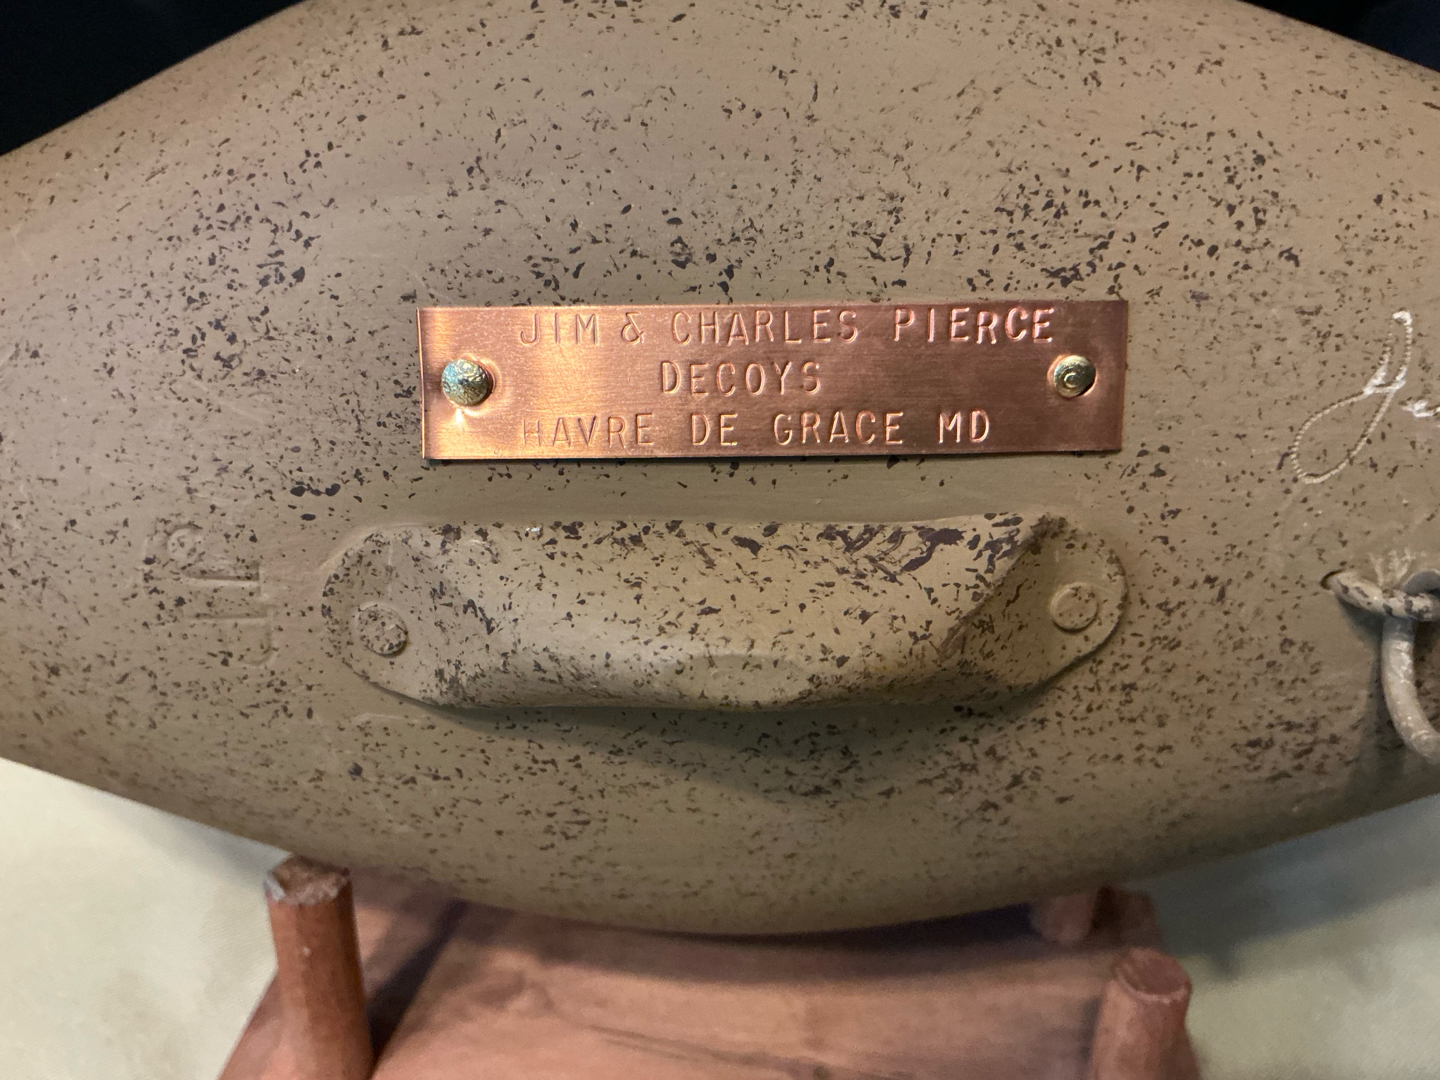 JIM & CHARLES PIERCE
DECOYS
HAVRE DE GRACE MD